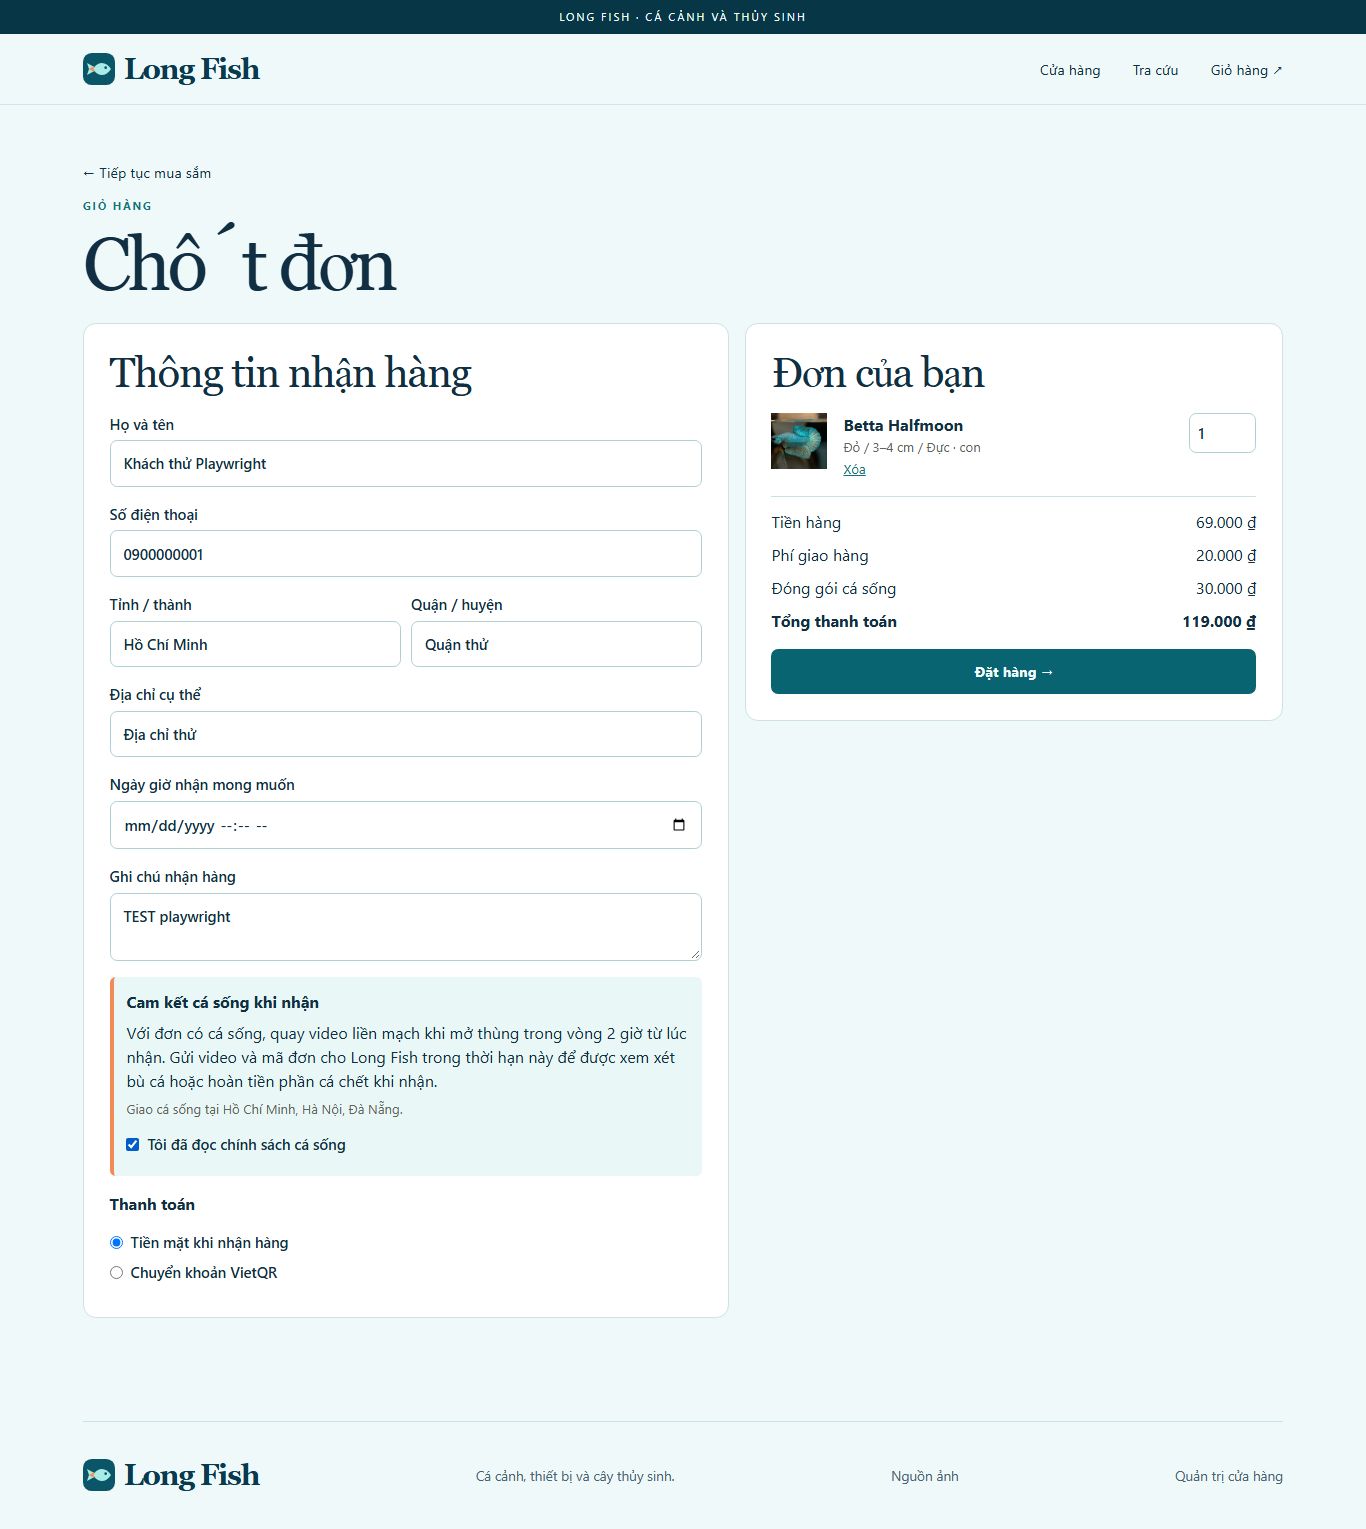 LONG FISH · CÁ CẢNH VÀ THỦY SINH
Long Fish
Cửa hàng
Tra cứu
Giỏ hàng ↗
← Tiếp tục mua sắm
GIỎ HÀNG
Chốt đơn
Thông tin nhận hàng
Họ và tên
Khách thử Playwright
Số điện thoại
0900000001
Tỉnh / thành
Quận / huyện
Hồ Chí Minh
Quận thử
Địa chỉ cụ thể
Địa chỉ thử
Ngày giờ nhận mong muốn
mm/dd/yyyy --:-- --
Ghi chú nhận hàng
TEST playwright
Cam kết cá sống khi nhận
Với đơn có cá sống, quay video liền mạch khi mở thùng trong vòng 2 giờ từ lúc
nhận. Gửi video và mã đơn cho Long Fish trong thời hạn này để được xem xét
bù cá hoặc hoàn tiền phần cá chết khi nhận.
Giao cá sống tại Hồ Chí Minh, Hà Nội, Đà Nẵng.
Tôi đã đọc chính sách cá sống
Thanh toán
Tiền mặt khi nhận hàng
Chuyển khoản VietQR
Đơn của bạn
Betta Halfmoon
1
Đỏ / 3–4 cm / Đực · con
Xóa
Tiền hàng 69.000 ₫
Phí giao hàng 20.000 ₫
Đóng gói cá sống 30.000 ₫
Tổng thanh toán 119.000 ₫
Đặt hàng →
Long Fish
Cá cảnh, thiết bị và cây thủy sinh.
Nguồn ảnh
Quản trị cửa hàng